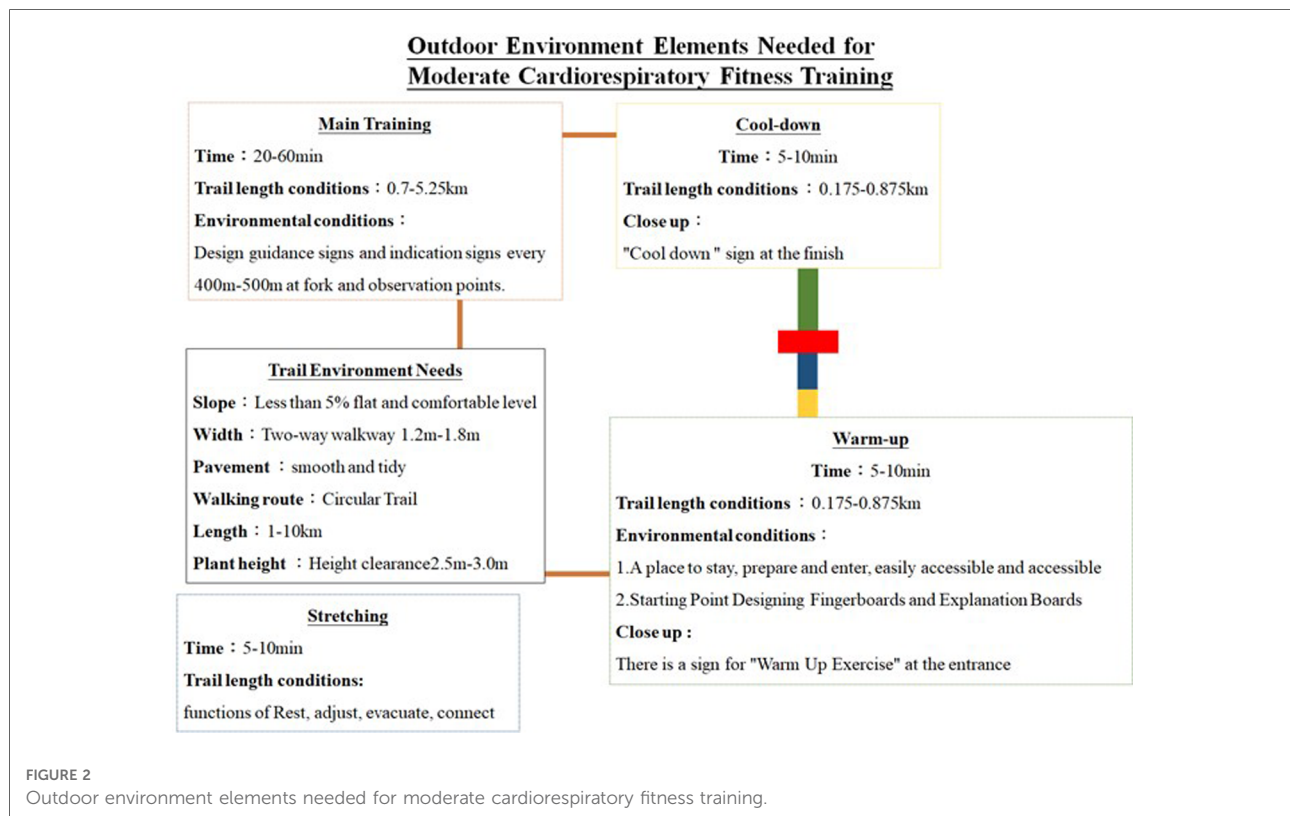 Outdoor Environment Elements Needed for
Moderate Cardiorespiratory Fitness Training
Main Training
Time：20-60min
Trail length conditions：0.7-5.25km
Environmental conditions：
Design guidance signs and indication signs every
400m-500m at fork and observation points.
Cool-down
Time：5-10min
Trail length conditions：0.175-0.875km
Close up：
"Cool down " sign at the finish
Trail Environment Needs
Slope：Less than 5% flat and comfortable level
Width：Two-way walkway 1.2m-1.8m
Pavement ：smooth and tidy
Walking route：Circular Trail
Length：1-10km
Plant height ：Height clearance2.5m-3.0m
Warm-up
Time：5-10min
Trail length conditions：0.175-0.875km
Environmental conditions：
1.A place to stay, prepare and enter, easily accessible and accessible
2.Starting Point Designing Fingerboards and Explanation Boards
Close up :
There is a sign for "Warm Up Exercise" at the entrance
Stretching
Time：5-10min
Trail length conditions:
functions of Rest, adjust, evacuate, connect
FIGURE 2
Outdoor environment elements needed for moderate cardiorespiratory fitness training.